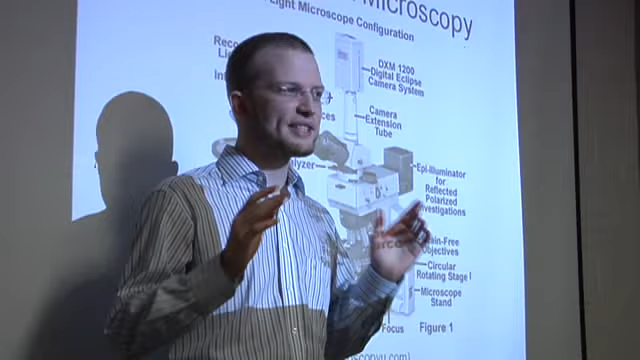 Microscopy
Light Microscope Configuration
DXM 1200
Digital Eclipse
Camera System
Camera
Extension
Tube
Epi-Illuminator
for
Reflected
Polarized
Investigations
Objectives
Circular
Rotating Stage
Microscope
Stand
Focus
Figure 1